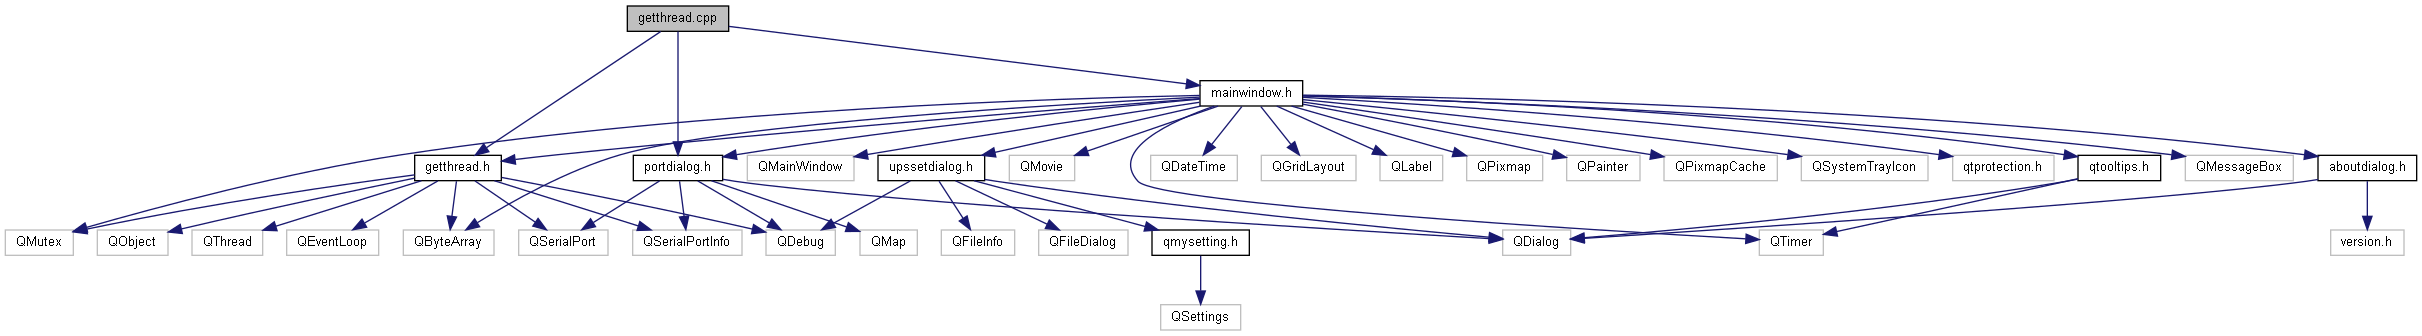 getthread.cpp
mainwindow.h
getthread.h
portdialog.h
QMainWindow
upssetdialog.h
QMovie
QDateTime
QGridLayout
QLabel
QPixmap
QPainter
QPixmapCache
QSystemTrayIcon
qtprotection.h
qtooltips.h
QMessageBox
aboutdialog.h
QMutex
QObject
QThread
QEventLoop
QByteArray
QSerialPort
QSerialPortInfo
QDebug
QMap
QFileInfo
QFileDialog
qmysetting.h
QDialog
QTimer
version.h
QSettings